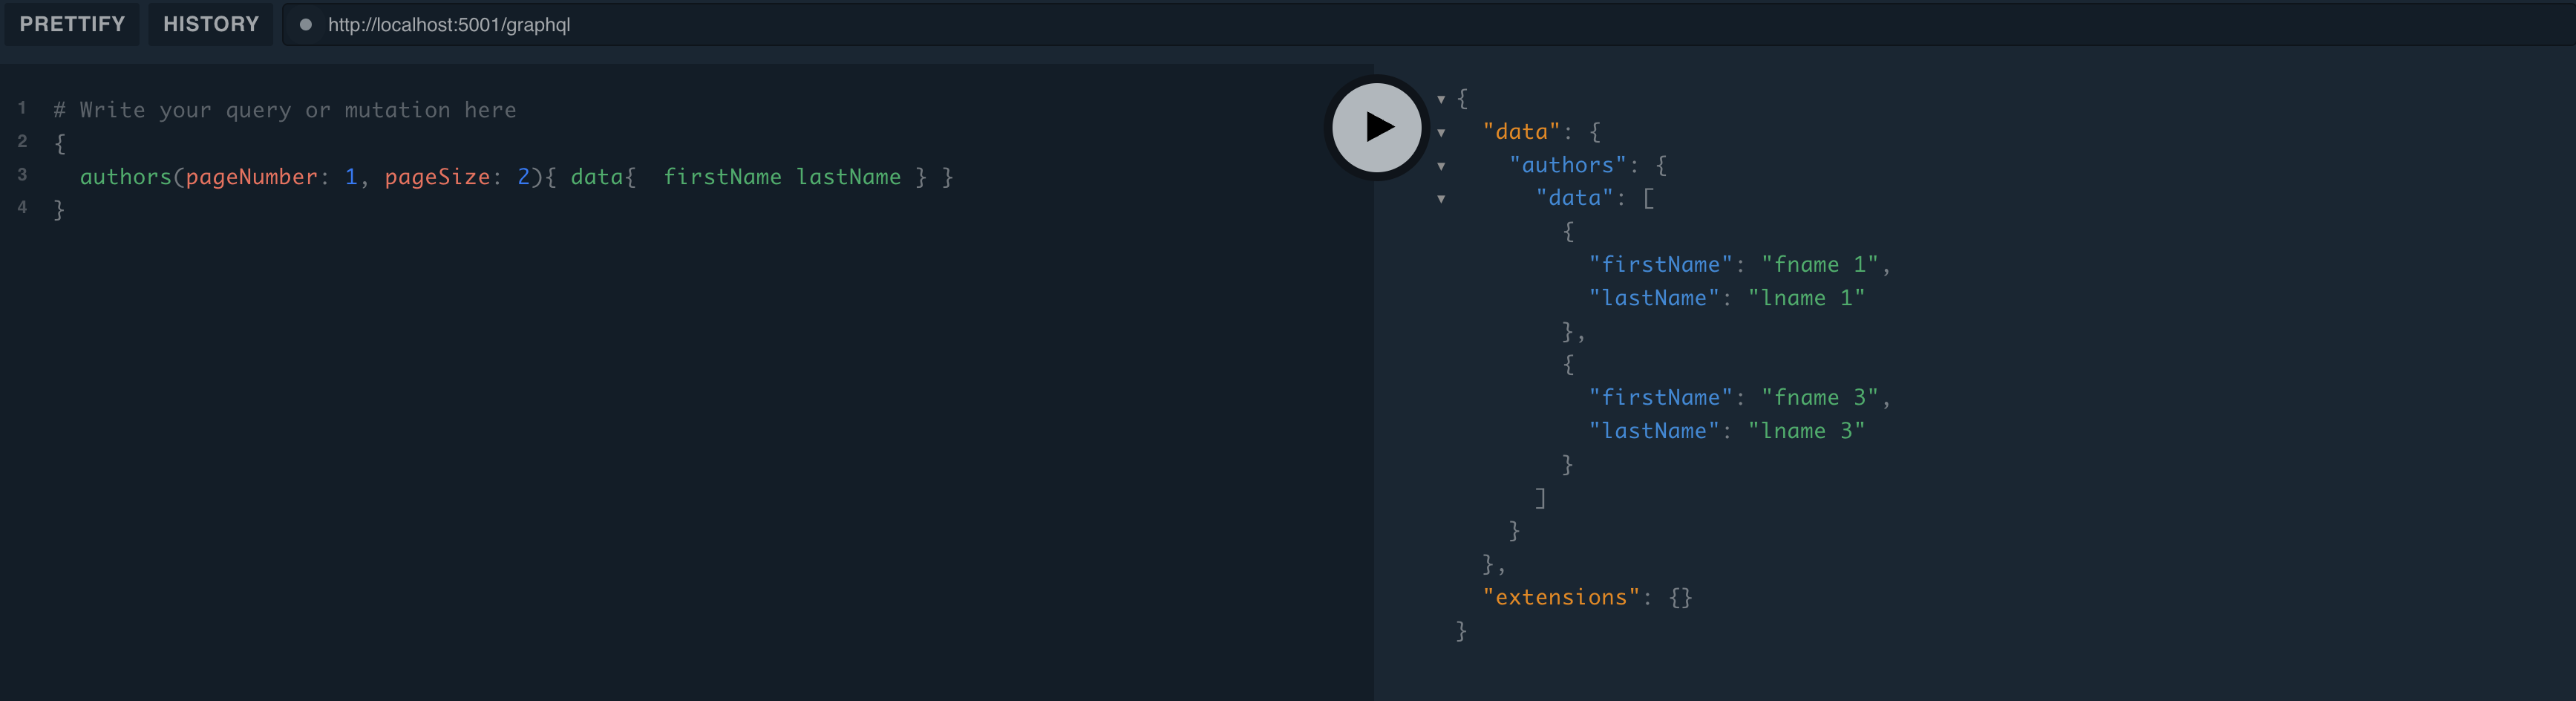 PRETTIFY HISTORY http://localhost:5001/graphql
1 # Write your query or mutation here
2 {
3 authors(pageNumber: 1, pageSize: 2){ data{  firstName lastName } }
4 }
{
"data": {
"authors": {
"data": [
{
"firstName": "fname 1",
"lastName": "lname 1"
},
{
"firstName": "fname 3",
"lastName": "lname 3"
}
]
}
},
"extensions": {}
}